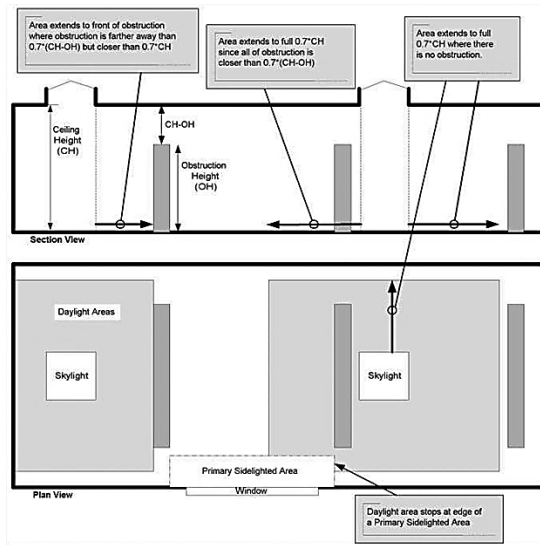 Area extends to front of obstruction
where obstruction is farther away than
0.7*(CH-OH) but closer than 0.7*CH
Area extends to full 0.7*CH
since all of obstruction is
closer than 0.7*(CH-OH)
Area extends to full
0.7*CH where there
is no obstruction.
Ceiling
Height
(CH)
CH-OH
Obstruction
Height
(OH)
Section View
Daylight Areas
Skylight
Skylight
Primary Sidelighted Area
Window
Plan View
Daylight area stops at edge of
a Primary Sidelighted Area